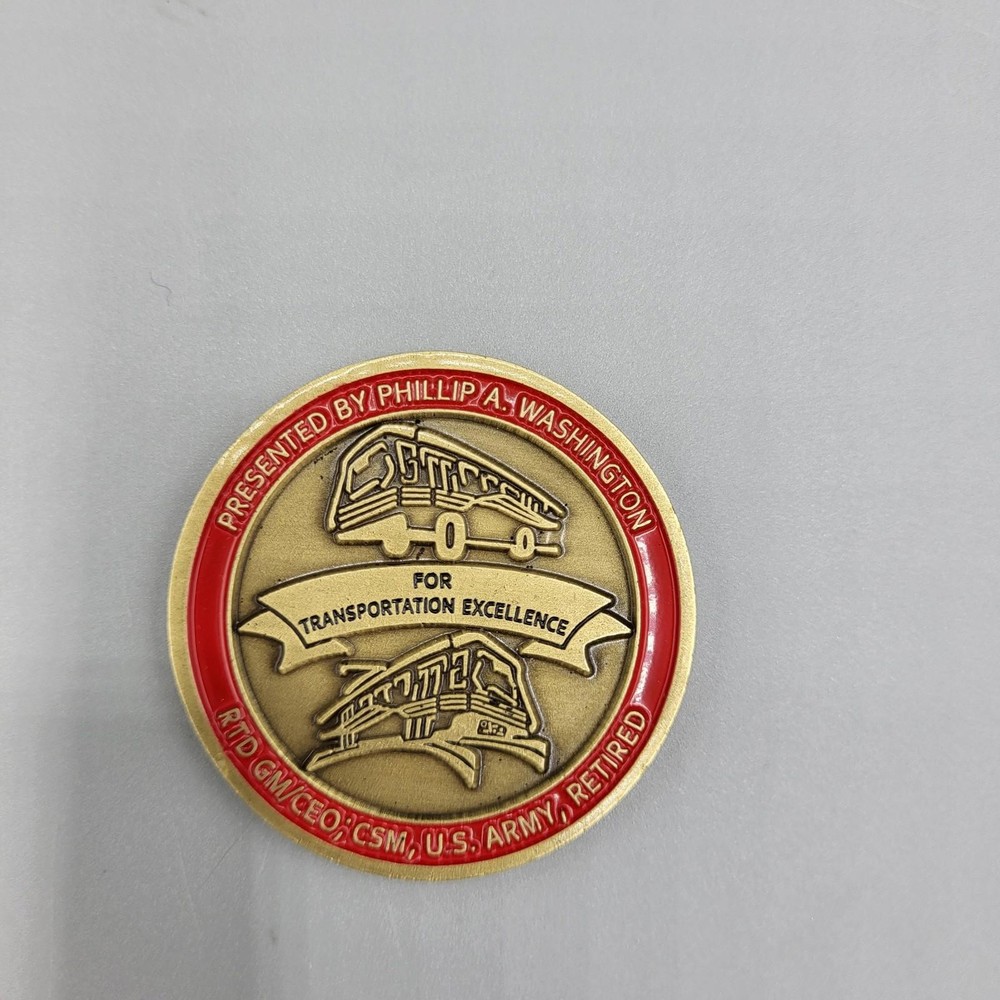 PRESENTED BY PHILLIP A. WASHINGTON
FOR
TRANSPORTATION EXCELLENCE
RTD GM/CEO; CSM, U.S. ARMY, RETIRED